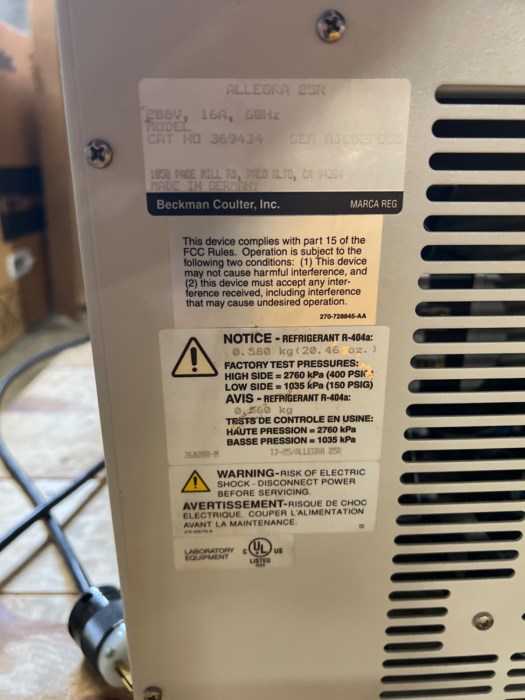 ALLEGRA 25R
208V, 16A, 60Hz
MODEL
CAT NO 369434 SER
1050 PAGE MILL RD, PALO ALTO, CA 94304
MADE IN GERMANY
Beckman Coulter, Inc. MARCA REG
This device complies with part 15 of the
FCC Rules. Operation is subject to the
following two conditions: (1) This device
may not cause harmful interference, and
(2) this device must accept any inter-
ference received, including interference
that may cause undesired operation.
270-728845-AA
NOTICE - REFRIGERANT R-404a:
0.580 kg (20.46 oz.)
FACTORY TEST PRESSURES:
HIGH SIDE = 2760 kPa (400 PSIG)
LOW SIDE = 1035 kPa (150 PSIG)
AVIS - REFRIGERANT R-404a:
kg
TESTS DE CONTROLE EN USINE:
HAUTE PRESSION = 2760 kPa
BASSE PRESSION = 1035 kPa
TJ-25/ALLEGRA 25R
WARNING-RISK OF ELECTRIC
SHOCK - DISCONNECT POWER
BEFORE SERVICING.
AVERTISSEMENT-RISQUE DE CHOC
ELECTRIQUE. COUPER L'ALIMENTATION
AVANT LA MAINTENANCE.
LABORATORY
EQUIPMENT
C UL US
LISTED